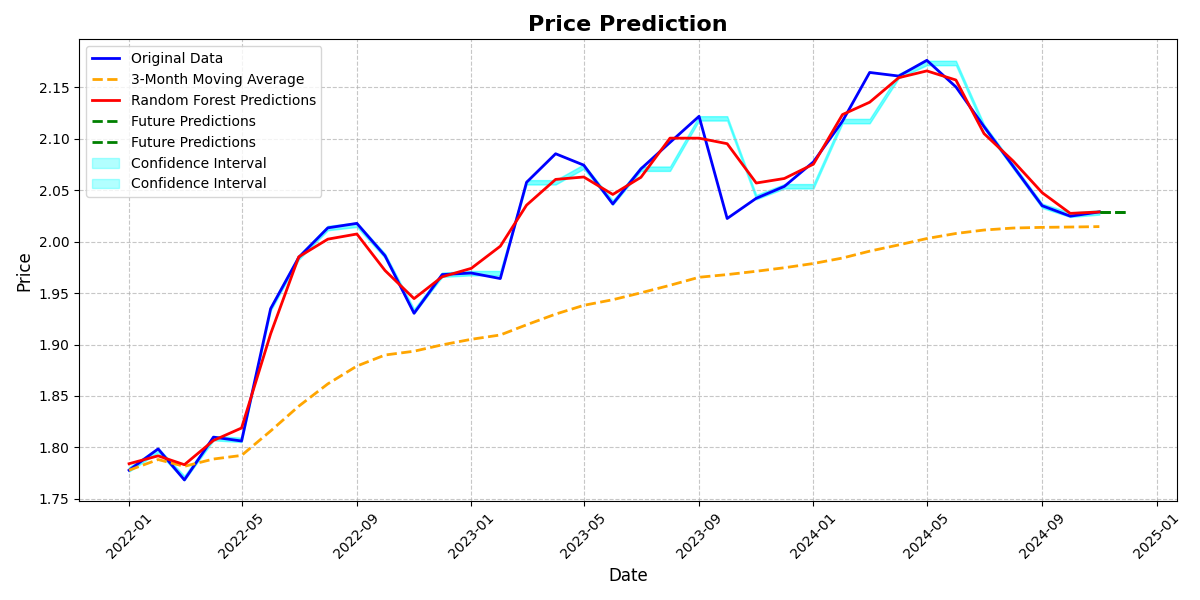 Price Prediction
Original Data
3-Month Moving Average
Random Forest Predictions
Future Predictions
Future Predictions
Confidence Interval
Confidence Interval
Price
2.15
2.10
2.05
2.00
1.95
1.90
1.85
1.80
1.75
2022-01
2022-05
2022-09
2023-01
2023-05
2023-09
2024-01
2024-05
2024-09
2025-01
Date